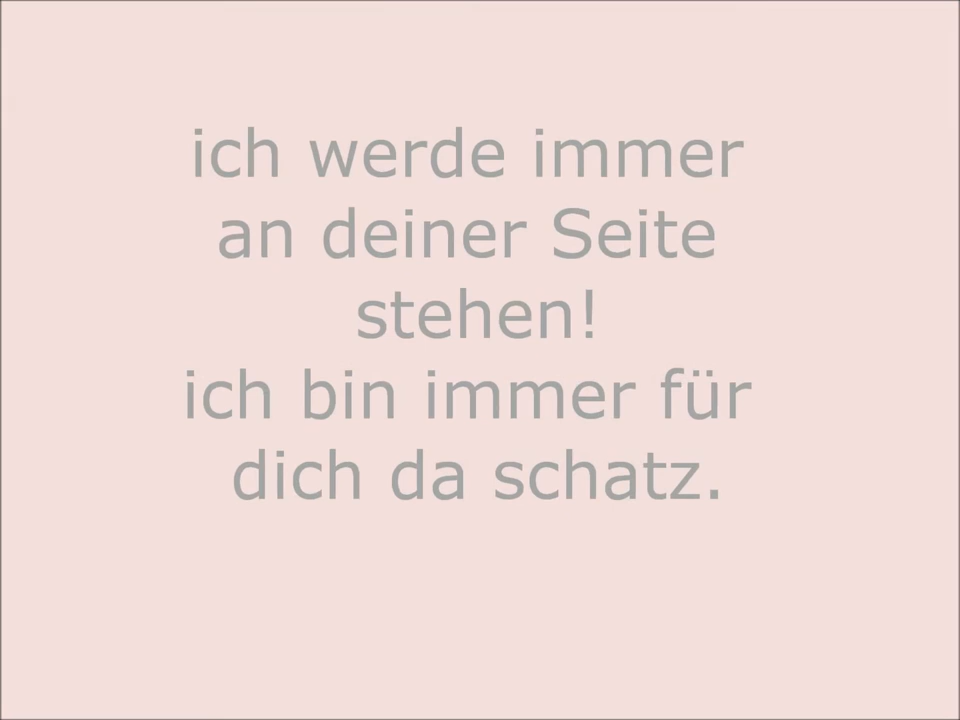 ich werde immer
an deiner Seite
stehen!
ich bin immer für
dich da schatz.